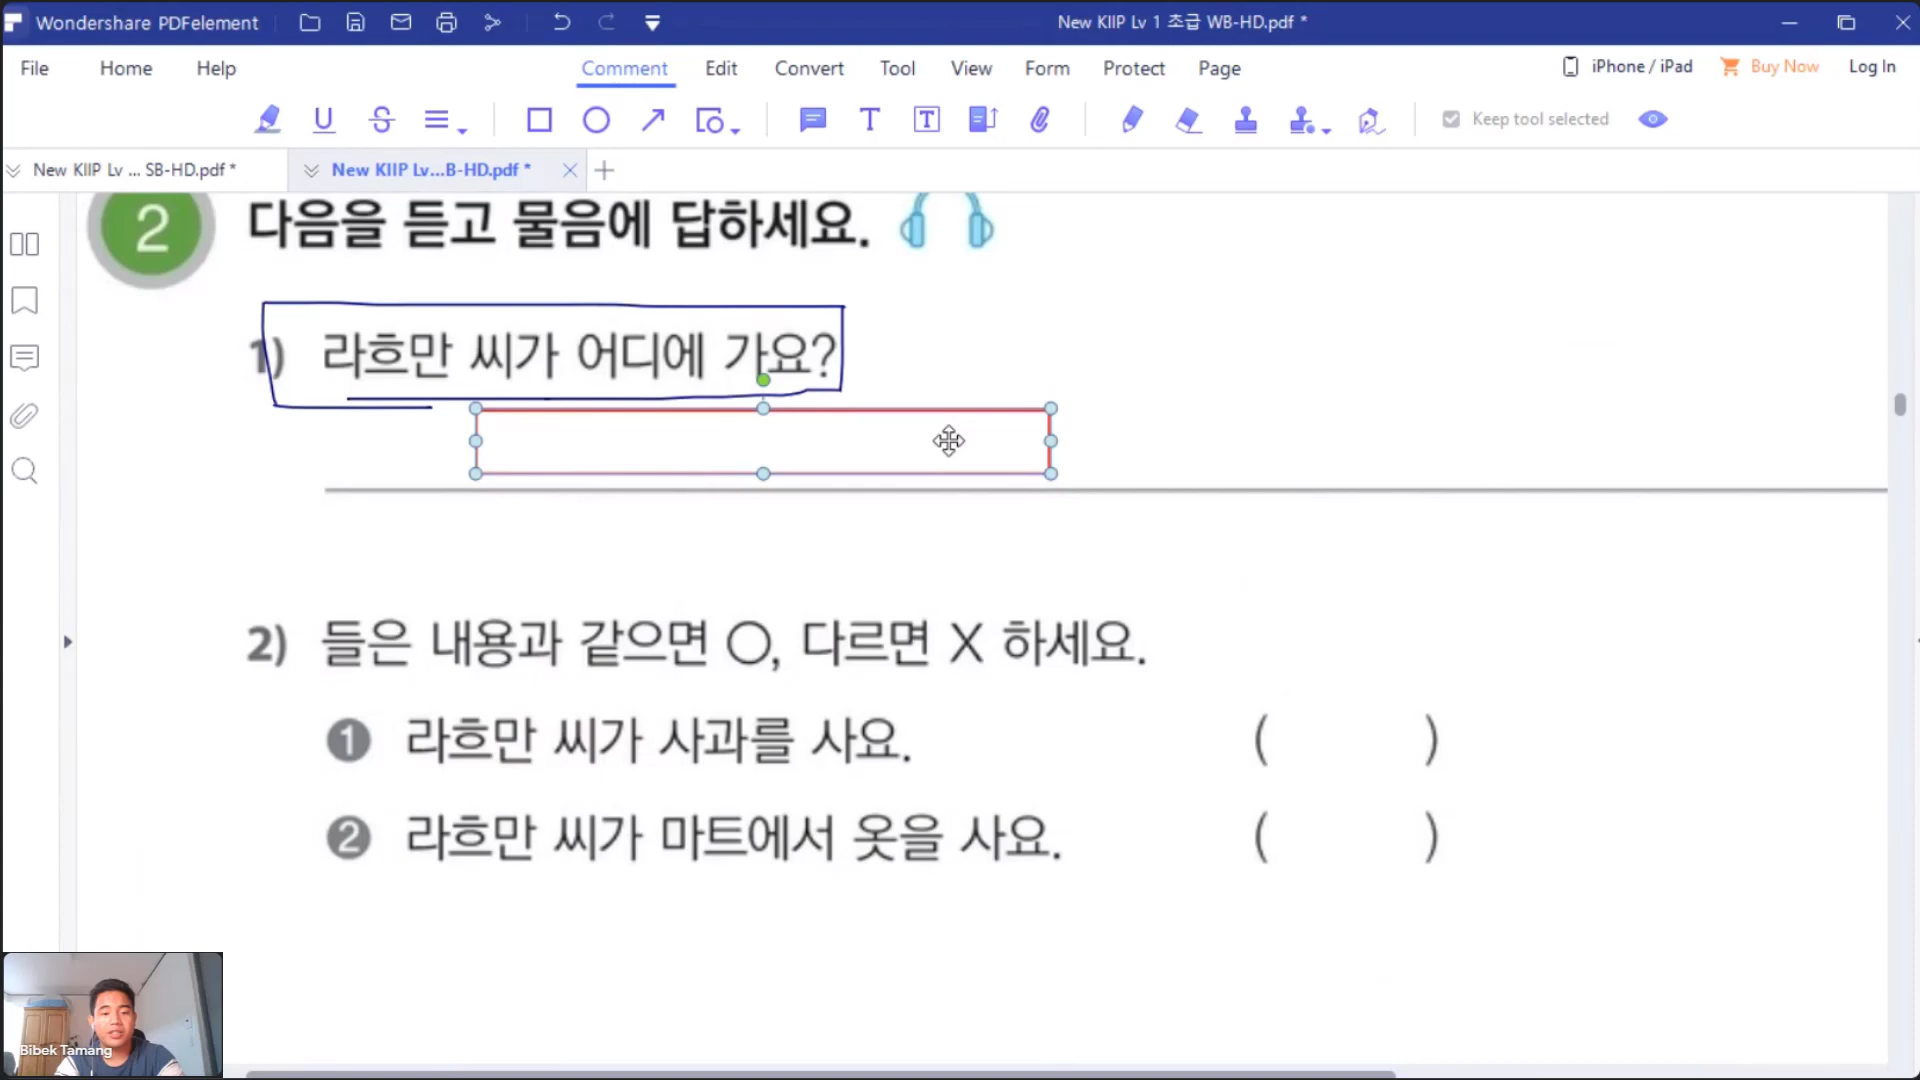 Wondershare PDFelement
New KIIP Lv 1 초급 WB-HD.pdf *
File Home Help Comment Edit Convert Tool View Form Protect Page iPhone / iPad Buy Now Log In
Keep tool selected
New KIIP Lv ... SB-HD.pdf * New KIIP Lv...B-HD.pdf *
2 다음을 듣고 물음에 답하세요.
1) 라흐만 씨가 어디에 가요?
2) 들은 내용과 같으면 ○, 다르면 X 하세요.
1 라흐만 씨가 사과를 사요. ( )
2 라흐만 씨가 마트에서 옷을 사요. ( )
Bibek Tamang